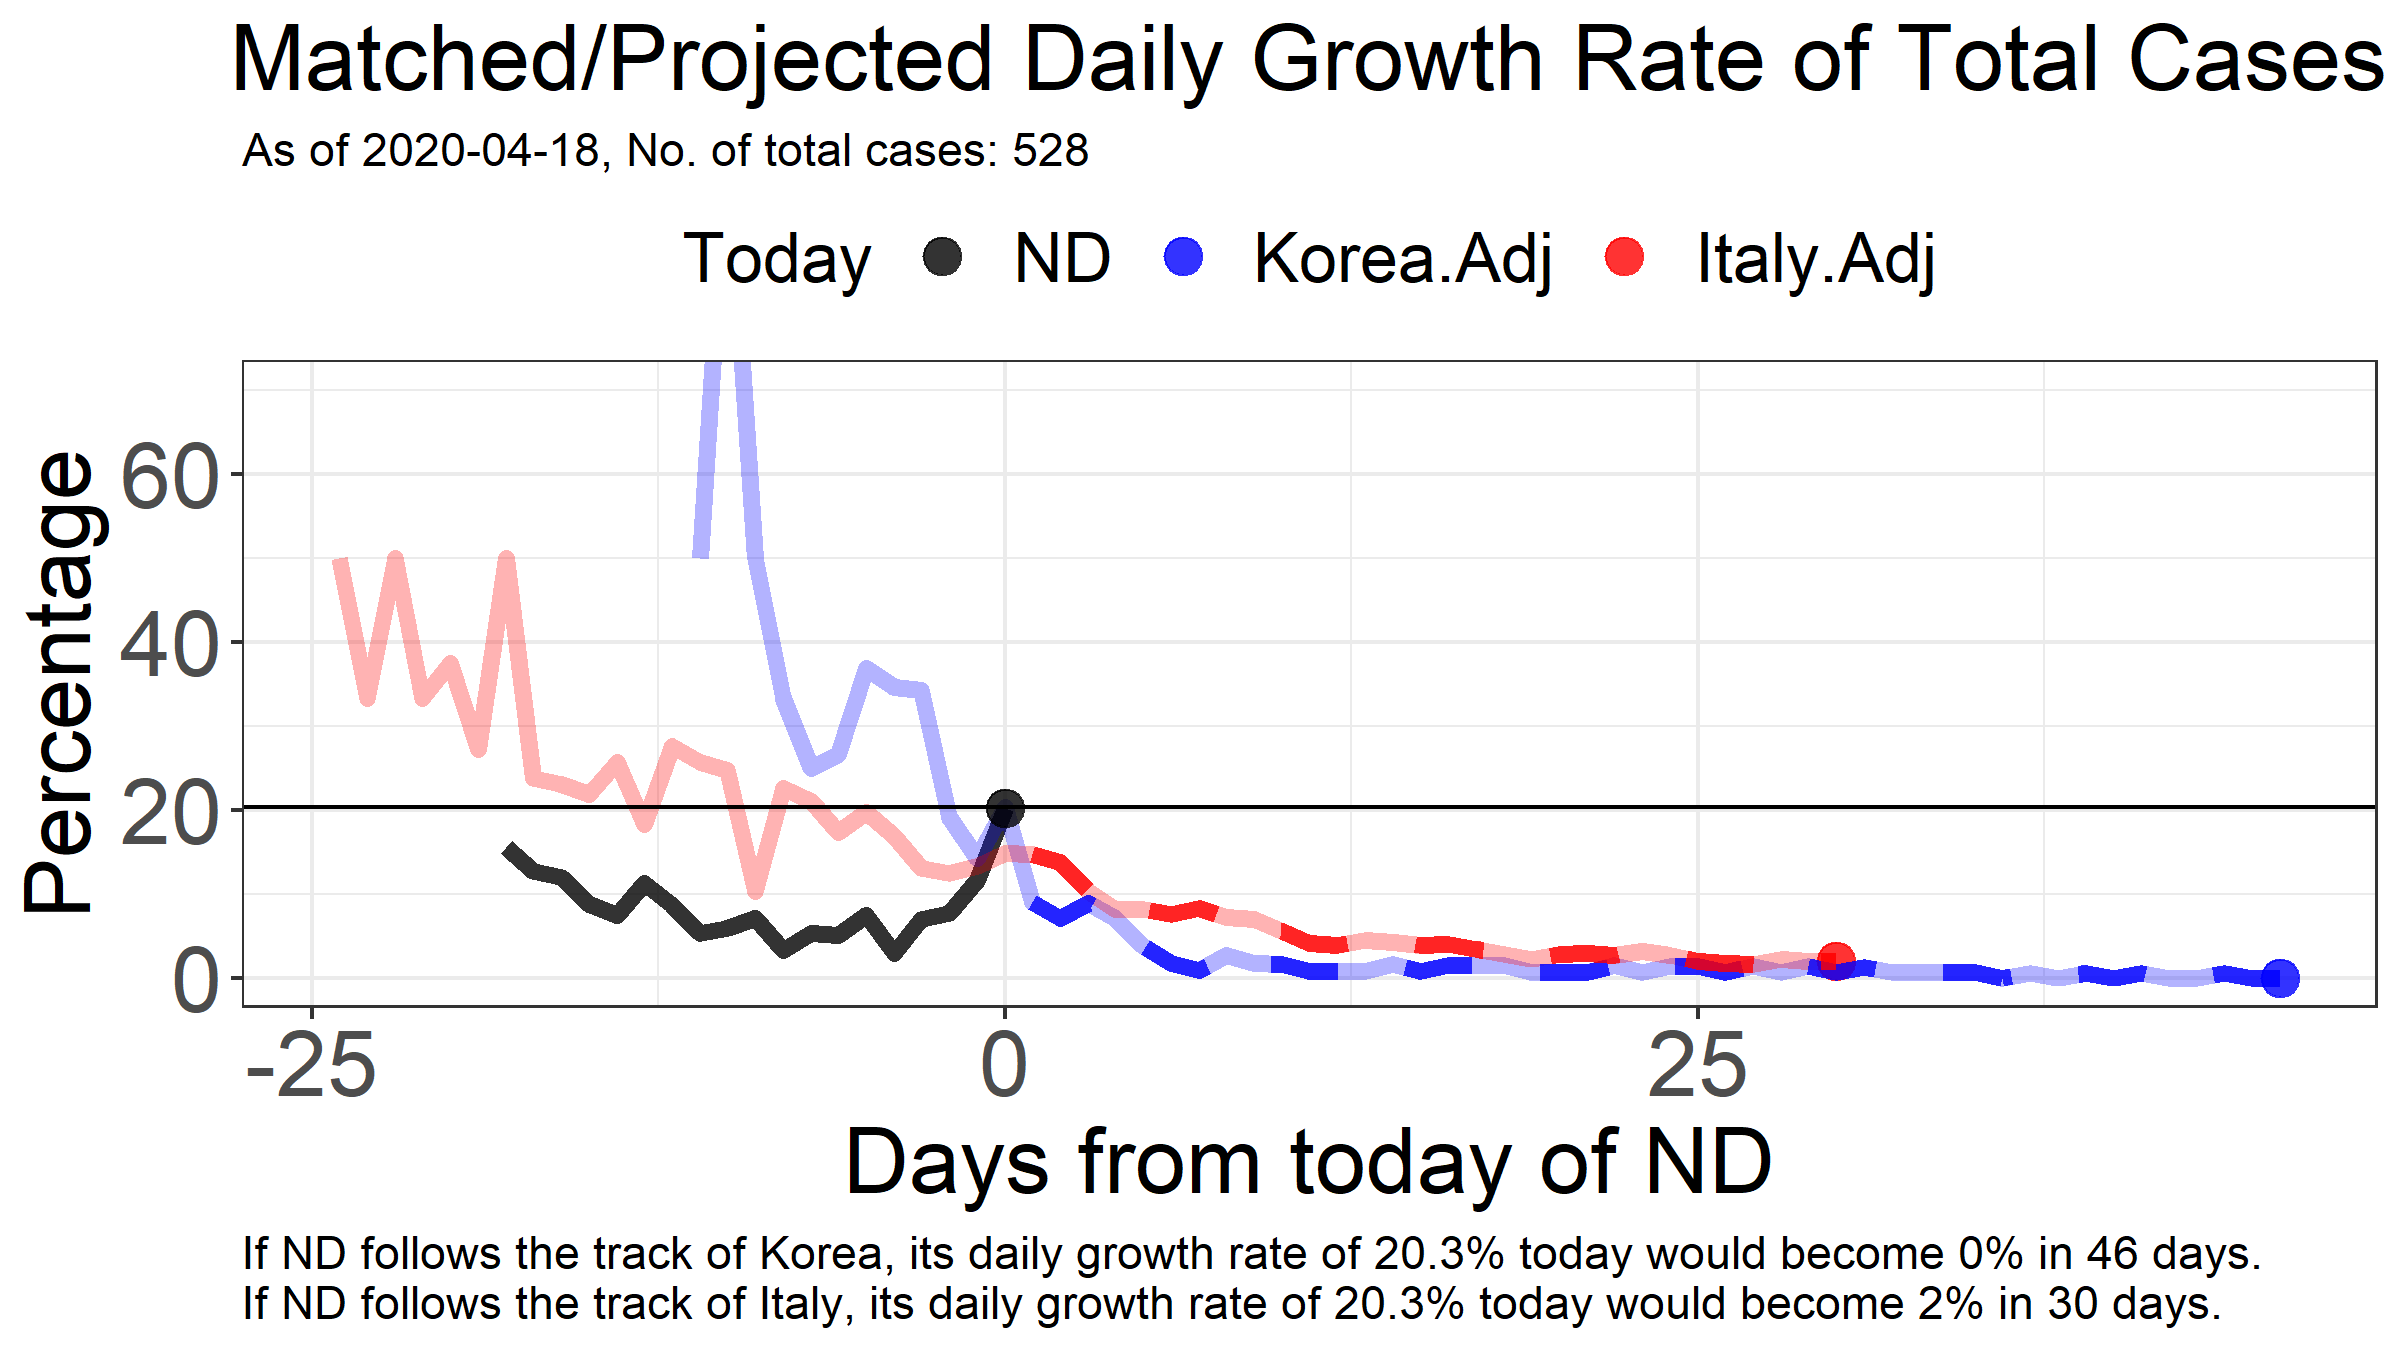 Matched/Projected Daily Growth Rate of Total Cases
As of 2020-04-18, No. of total cases: 528
Today ND Korea.Adj Italy.Adj
Percentage
60
40
20
0
-25 0 25
Days from today of ND
If ND follows the track of Korea, its daily growth rate of 20.3% today would become 0% in 46 days.
If ND follows the track of Italy, its daily growth rate of 20.3% today would become 2% in 30 days.